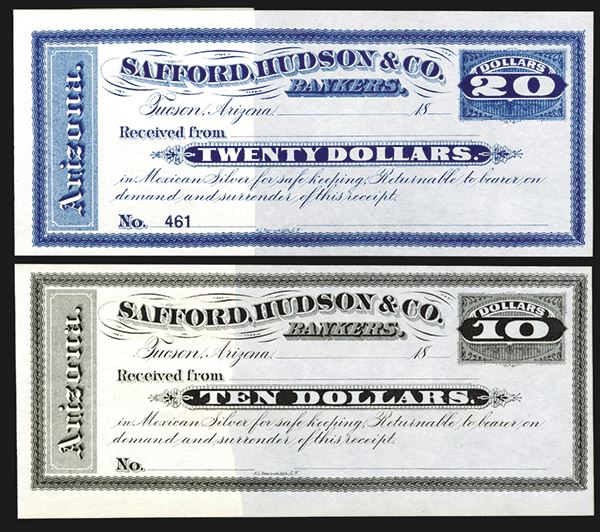 Arizona.
SAFFORD, HUDSON & CO.
BANKERS.
DOLLARS
20
Tucson, Arizona 18
Received from
TWENTY DOLLARS.
in Mexican Silver for safe keeping, Returnable to bearer on
demand and surrender of this receipt.
No. 461
Arizona.
SAFFORD, HUDSON & CO.
BANKERS.
DOLLARS
10
Tucson, Arizona 18
Received from
TEN DOLLARS.
in Mexican Silver for safe keeping, Returnable to bearer on
demand and surrender of this receipt.
No.